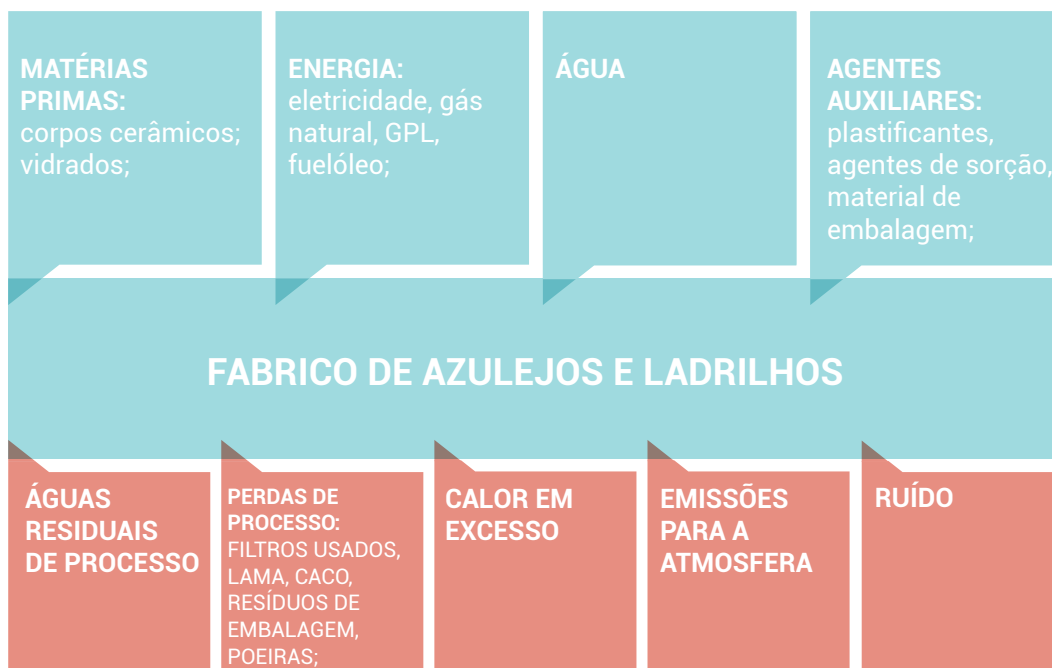 MATÉRIAS
PRIMAS:
corpos cerâmicos;
vidrados;
ENERGIA:
eletricidade, gás
natural, GPL,
fuelóleo;
ÁGUA
AGENTES
AUXILIARES:
plastificantes,
agentes de sorção,
material de
embalagem;
FABRICO DE AZULEJOS E LADRILHOS
ÁGUAS
RESIDUAIS
DE PROCESSO
PERDAS DE
PROCESSO:
FILTROS USADOS,
LAMA, CACO,
RESÍDUOS DE
EMBALAGEM,
POEIRAS;
CALOR EM
EXCESSO
EMISSÕES
PARA A
ATMOSFERA
RUÍDO